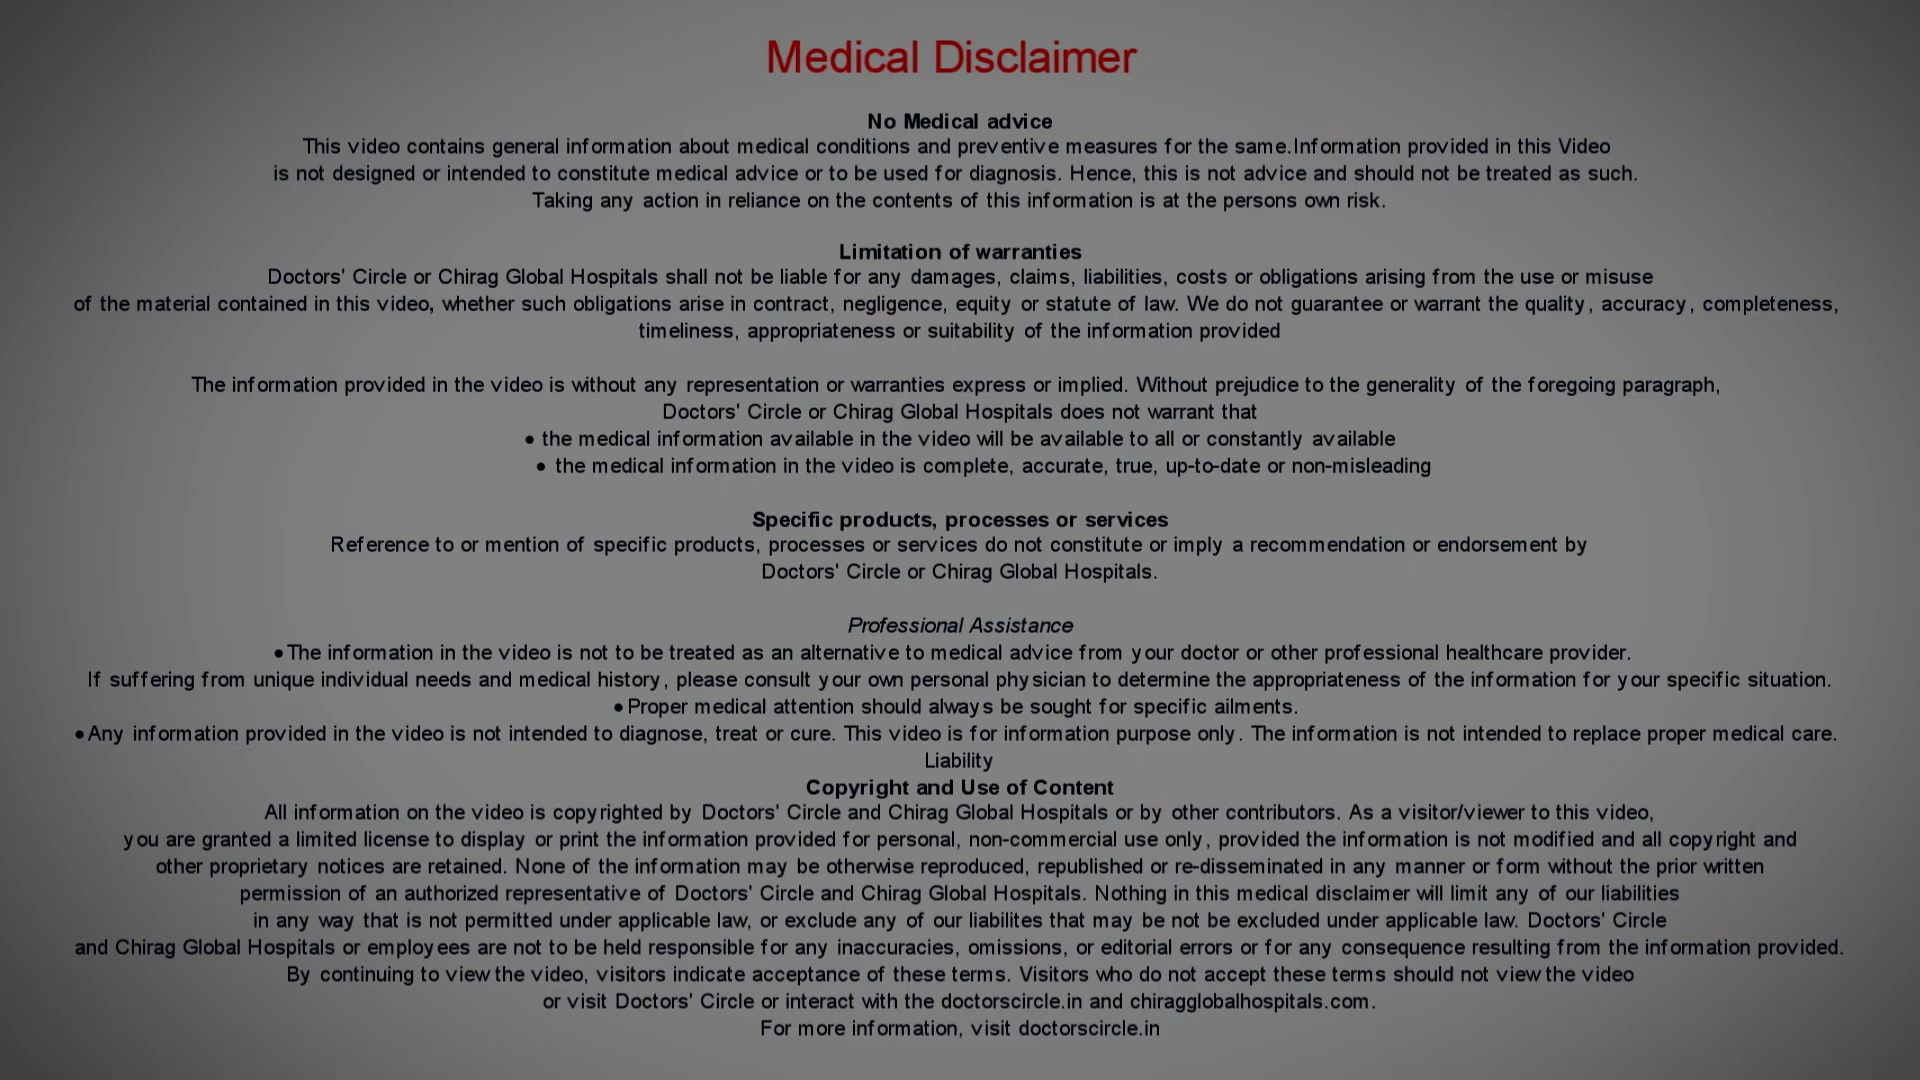 Medical Disclaimer
No Medical advice
This video contains general information about medical conditions and preventive measures for the same.Information provided in this Video
is not designed or intended to constitute medical advice or to be used for diagnosis. Hence, this is not advice and should not be treated as such.
Taking any action in reliance on the contents of this information is at the persons own risk.
Limitation of warranties
Doctors' Circle or Chirag Global Hospitals shall not be liable for any damages, claims, liabilities, costs or obligations arising from the use or misuse
of the material contained in this video, whether such obligations arise in contract, negligence, equity or statute of law. We do not guarantee or warrant the quality, accuracy, completeness,
timeliness, appropriateness or suitability of the information provided
The information provided in the video is without any representation or warranties express or implied. Without prejudice to the generality of the foregoing paragraph,
Doctors' Circle or Chirag Global Hospitals does not warrant that
• the medical information available in the video will be available to all or constantly available
• the medical information in the video is complete, accurate, true, up-to-date or non-misleading
Specific products, processes or services
Reference to or mention of specific products, processes or services do not constitute or imply a recommendation or endorsement by
Doctors' Circle or Chirag Global Hospitals.
Professional Assistance
•The information in the video is not to be treated as an alternative to medical advice from your doctor or other professional healthcare provider.
If suffering from unique individual needs and medical history, please consult your own personal physician to determine the appropriateness of the information for your specific situation.
•Proper medical attention should always be sought for specific ailments.
•Any information provided in the video is not intended to diagnose, treat or cure. This video is for information purpose only. The information is not intended to replace proper medical care.
Liability
Copyright and Use of Content
All information on the video is copyrighted by Doctors' Circle and Chirag Global Hospitals or by other contributors. As a visitor/viewer to this video,
you are granted a limited license to display or print the information provided for personal, non-commercial use only, provided the information is not modified and all copyright and
other proprietary notices are retained. None of the information may be otherwise reproduced, republished or re-disseminated in any manner or form without the prior written
permission of an authorized representative of Doctors' Circle and Chirag Global Hospitals. Nothing in this medical disclaimer will limit any of our liabilities
in any way that is not permitted under applicable law, or exclude any of our liabilites that may be not be excluded under applicable law. Doctors' Circle
and Chirag Global Hospitals or employees are not to be held responsible for any inaccuracies, omissions, or editorial errors or for any consequence resulting from the information provided.
By continuing to view the video, visitors indicate acceptance of these terms. Visitors who do not accept these terms should not view the video
or visit Doctors' Circle or interact with the doctorscircle.in and chiragglobalhospitals.com.
For more information, visit doctorscircle.in